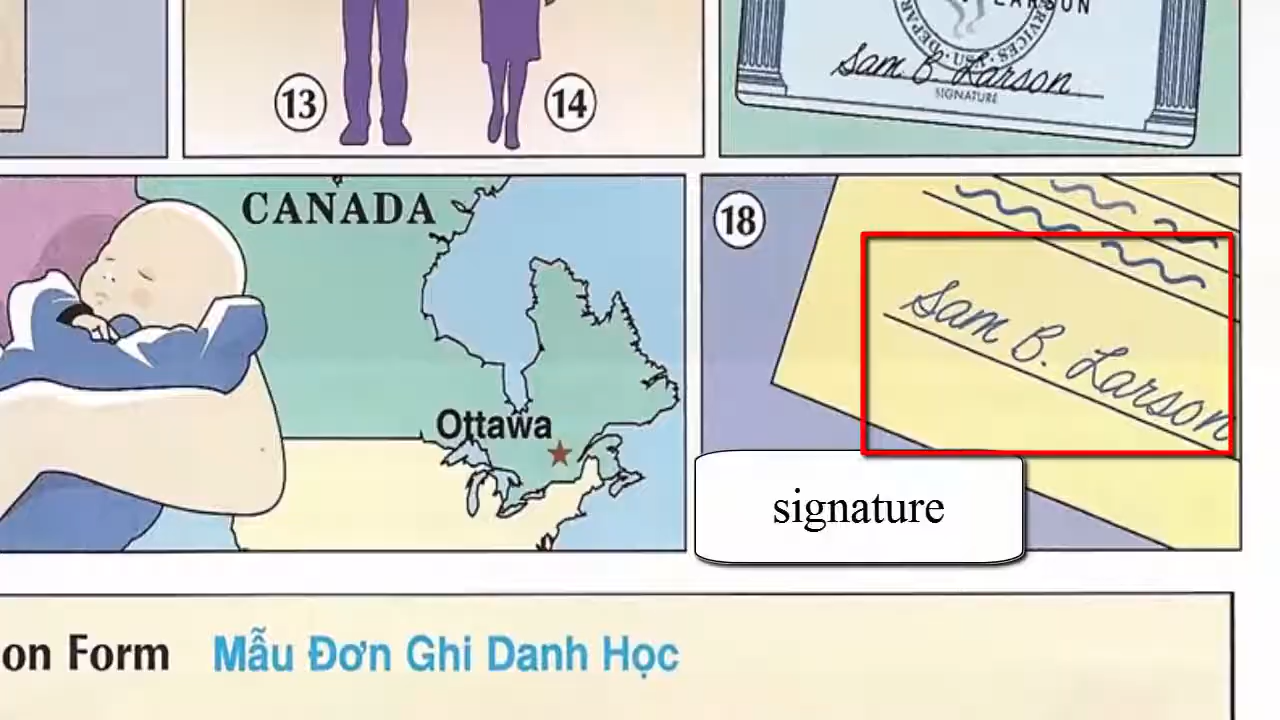 LARSON
Sam B. Larson
SIGNATURE
13
14
CANADA
Ottawa
18
Sam B. Larson
signature
on Form Mẫu Đơn Ghi Danh Học